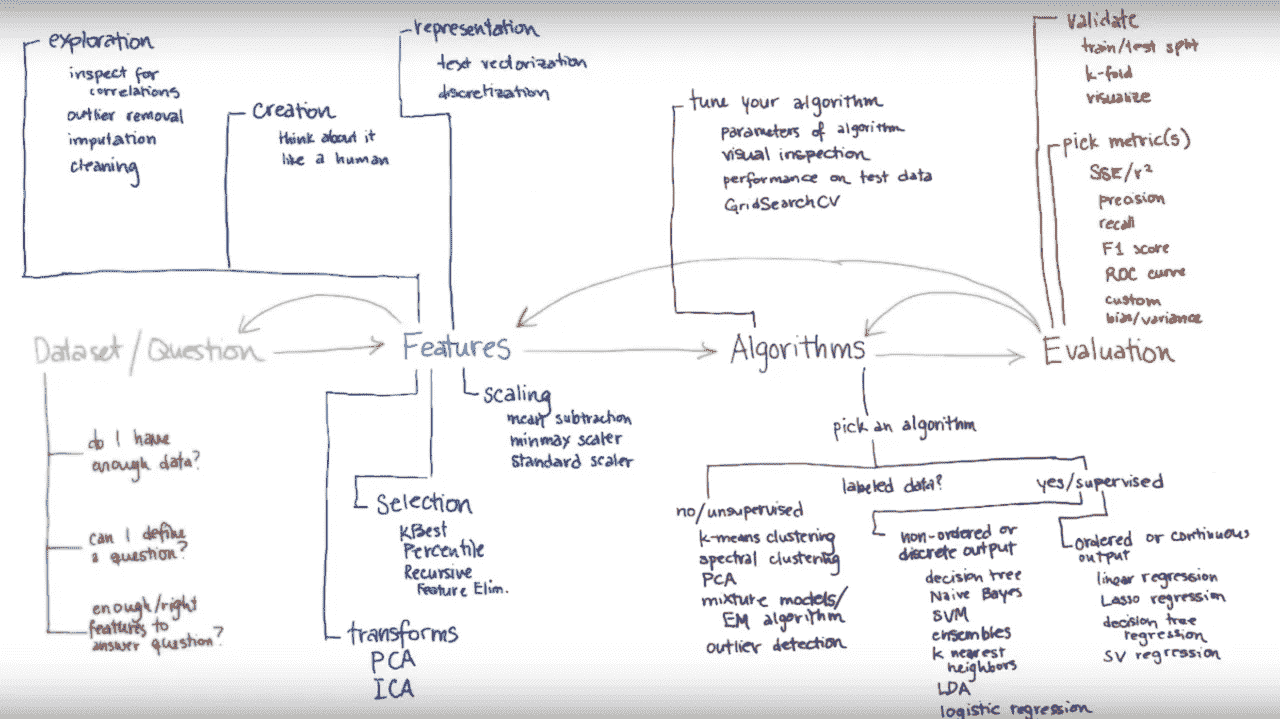 exploration
inspect for
correlations
outlier removal
imputation
cleaning
creation
think about it
like a human
representation
text vectorization
discretization
tune your algorithm
parameters of algorithm
visual inspection
performance on test data
GridSearchCV
validate
train/test split
k-fold
visualize
pick metric(s)
SSE/r²
precision
recall
F1 score
ROC curve
custom
bias/variance
Dataset/Question
Features
Algorithms
Evaluation
do I have
enough data?
can I define
a question?
enough/right
features to
answer question?
scaling
mean subtraction
minmax scaler
standard scaler
selection
KBest
Percentile
Recursive
Feature Elim.
transforms
PCA
ICA
pick an algorithm
labeled data?
no/unsupervised
k-means clustering
spectral clustering
PCA
mixture models/
EM algorithm
outlier detection
yes/supervised
non-ordered or
discrete output
decision tree
Naive Bayes
SVM
ensembles
k nearest
neighbors
LDA
logistic regression
ordered or continuous
output
linear regression
Lasso regression
decision tree
regression
SV regression